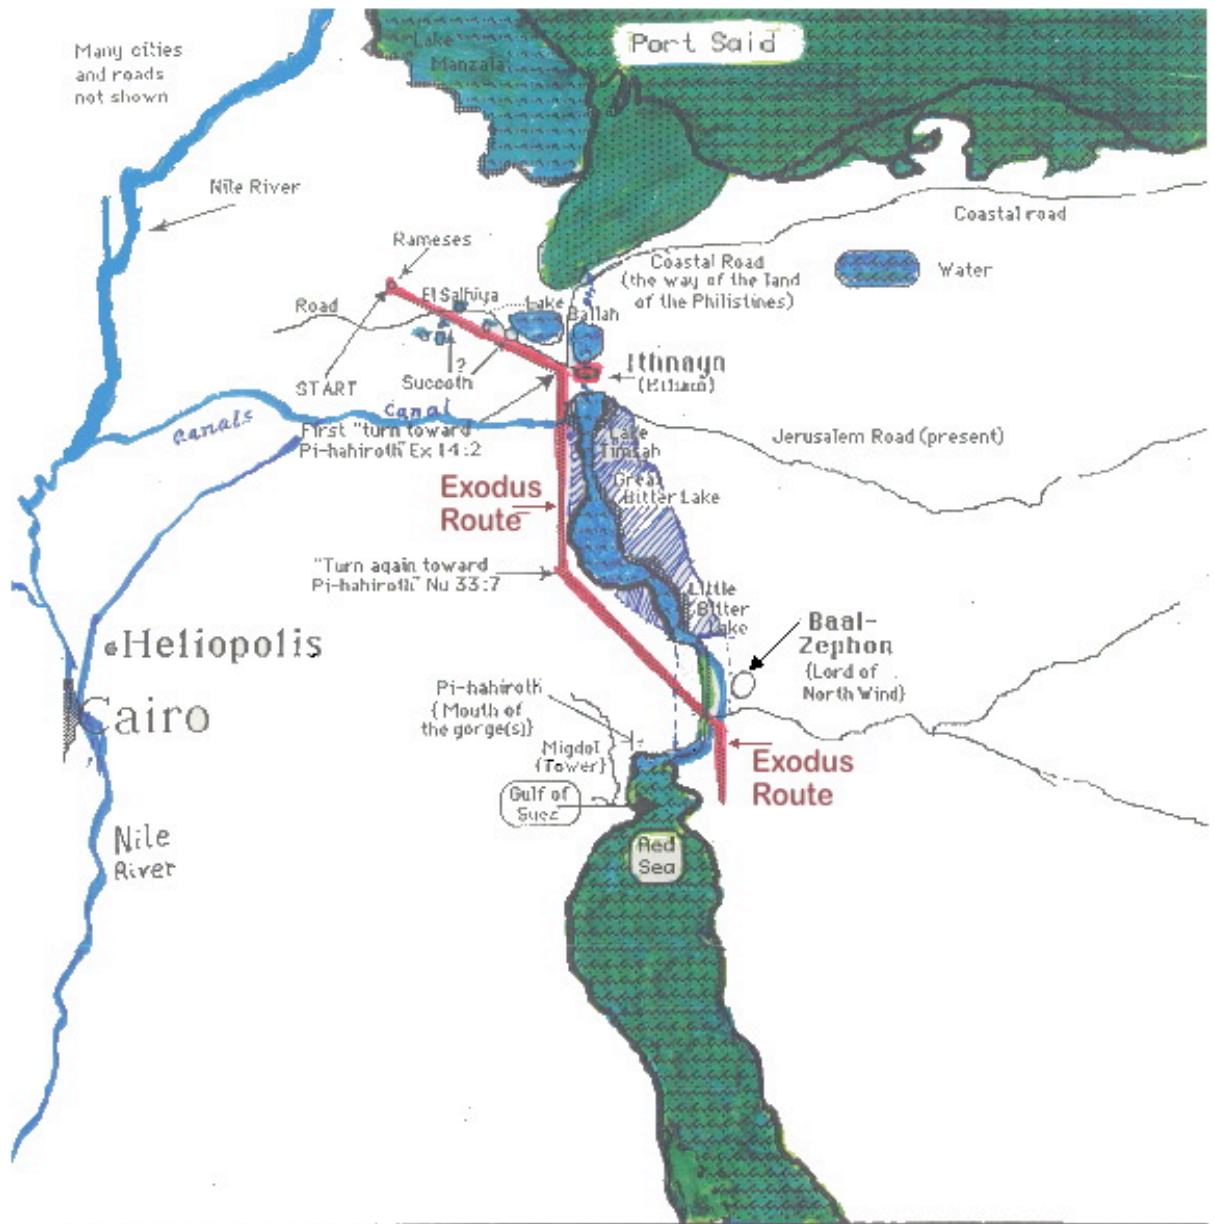 Many cities
and roads
not shown
Lake
Manzala
Port Said
Nile River
Coastal road
Rameses
Coastal Road
(the way of the land
of the Philistines)
Water
Road
El Salhiya
Lake
Ballah
START
?
Succoth
Ithnayn
Canals
Canal
First "turn toward
Pi-hahiroth" Ex 14:2
Lake
Timsah
Jerusalem Road (present)
Great
Bitter Lake
Exodus
Route
"Turn again toward
Pi-hahiroth" Nu 33:7
Little
Bitter
Lake
Heliopolis
Cairo
Baal-
Zephon
(Lord of
North Wind)
Pi-hahiroth
(Mouth of
the gorge(s))
Migdol
(Tower)
Exodus
Route
Gulf of
Suez
Red
Sea
Nile
River